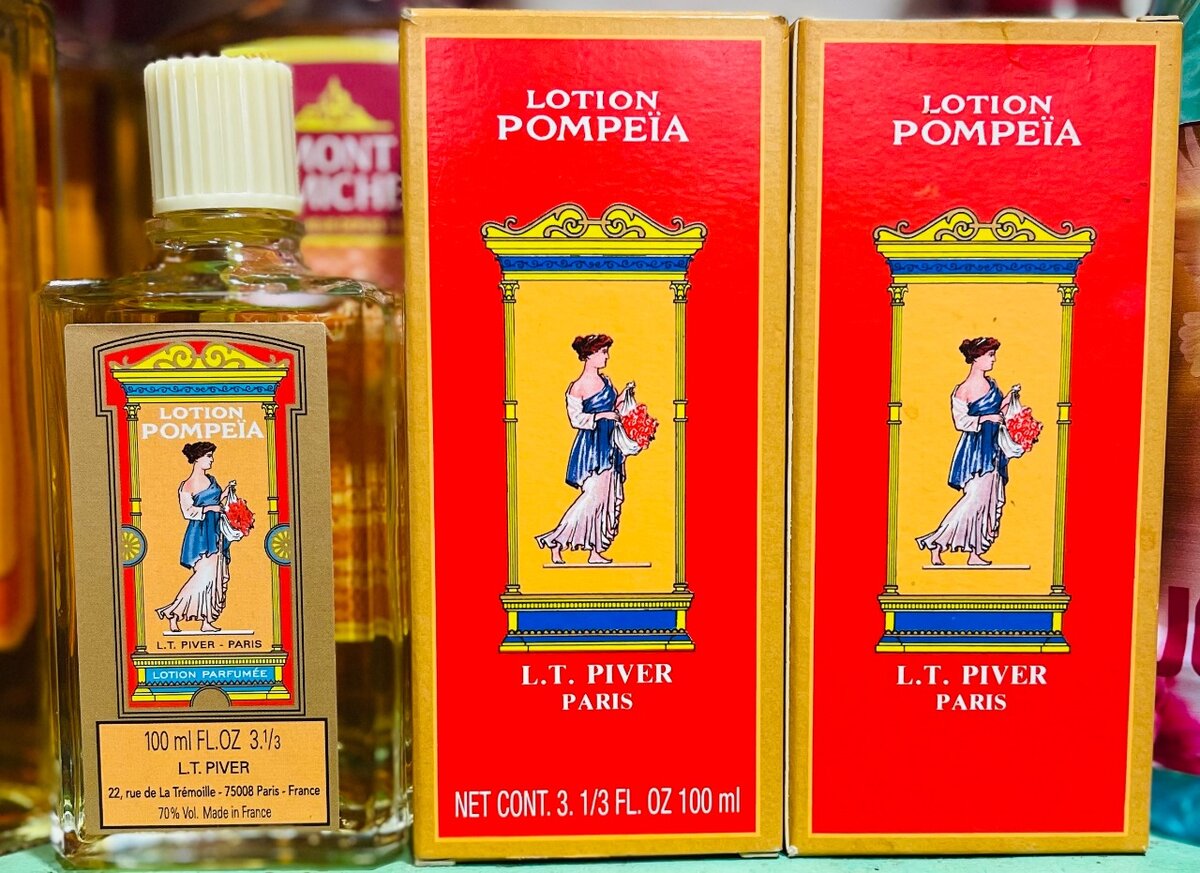 LOTION
POMPEÏA
L.T. PIVER - PARIS
LOTION PARFUMÉE
100 ml FL.OZ 3.1/3
L.T. PIVER
22, rue de La Trémoille - 75008 Paris - France
70% Vol. Made in France
MONT
MICHE
LOTION
POMPEÏA
L.T. PIVER
PARIS
NET CONT. 3. 1/3 FL. OZ 100 ml
LOTION
POMPEÏA
L.T. PIVER
PARIS